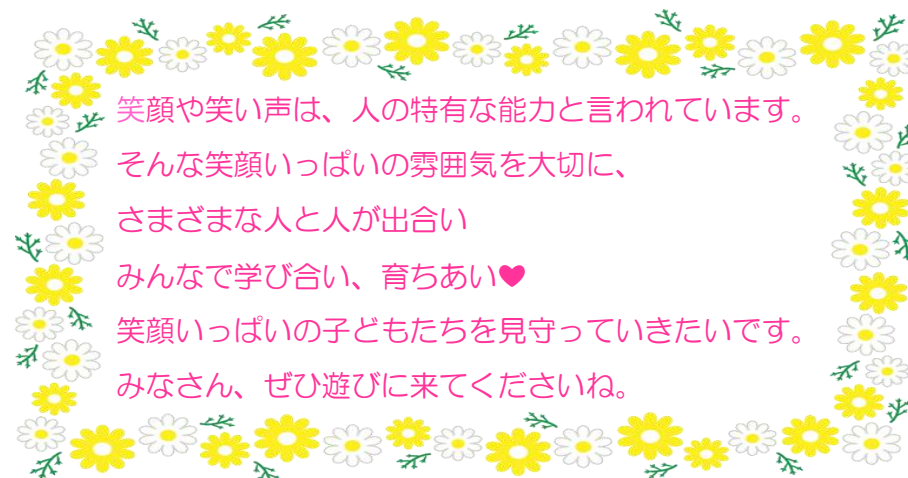 笑顔や笑い声は、人の特有な能力と言われています。
そんな笑顔いっぱいの雰囲気を大切に、
さまざまな人と人が出合い
みんなで学び合い、育ちあい♥
笑顔いっぱいの子どもたちを見守っていきたいです。
みなさん、ぜひ遊びに来てくださいね。